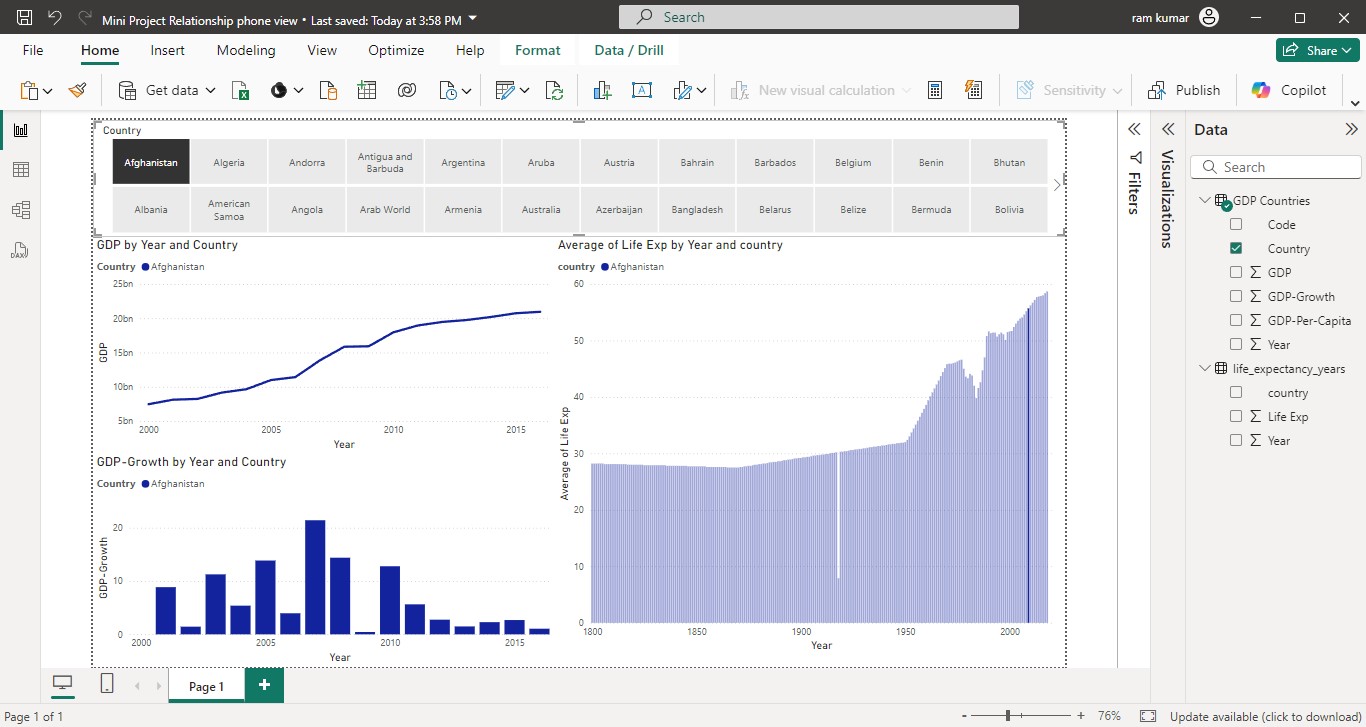 Mini Project Relationship phone view • Last saved: Today at 3:58 PM
Search
ram kumar
File Home Insert Modeling View Optimize Help Format Data / Drill
Share
Get data
New visual calculation
Sensitivity
Publish
Copilot
Country
Afghanistan Algeria Andorra Antigua and Barbuda Argentina Aruba Austria Bahrain Barbados Belgium Benin Bhutan
Albania American Samoa Angola Arab World Armenia Australia Azerbaijan Bangladesh Belarus Belize Bermuda Bolivia
GDP by Year and Country
Country Afghanistan
25bn
20bn
15bn
10bn
5bn
GDP
2000 2005 2010 2015
Year
GDP-Growth by Year and Country
Country Afghanistan
20
10
0
GDP-Growth
2000 2005 2010 2015
Year
Average of Life Exp by Year and country
country Afghanistan
60
50
40
30
20
10
0
Average of Life Exp
1800 1850 1900 1950 2000
Year
Filters
Visualizations
Data
Search
GDP Countries
Code
Country
GDP
GDP-Growth
GDP-Per-Capita
Year
life_expectancy_years
country
Life Exp
Year
DAX
Page 1
+
Page 1 of 1
- + 76%
Update available (click to download)